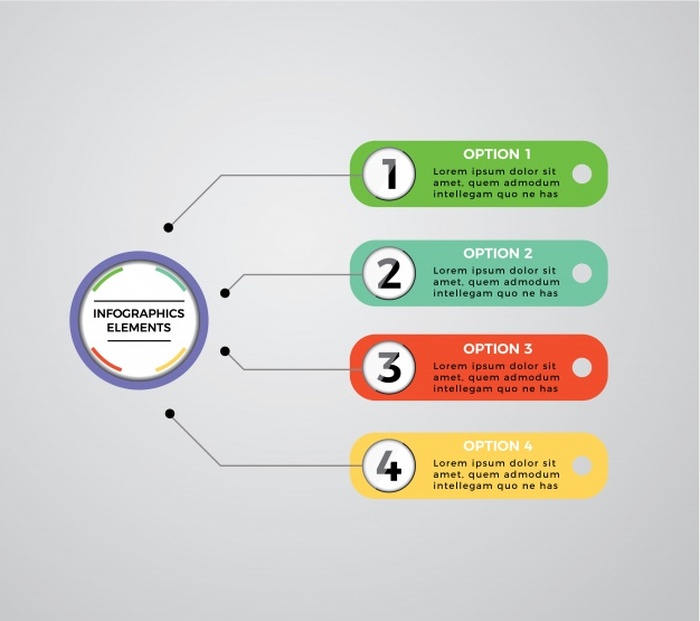 INFOGRAPHICS
ELEMENTS
1
OPTION 1
Lorem ipsum dolor sit
amet, quem admodum
intellegam quo ne has
2
OPTION 2
Lorem ipsum dolor sit
amet, quem admodum
intellegam quo ne has
3
OPTION 3
Lorem ipsum dolor sit
amet, quem admodum
intellegam quo ne has
4
OPTION 4
Lorem ipsum dolor sit
amet, quem admodum
intellegam quo ne has